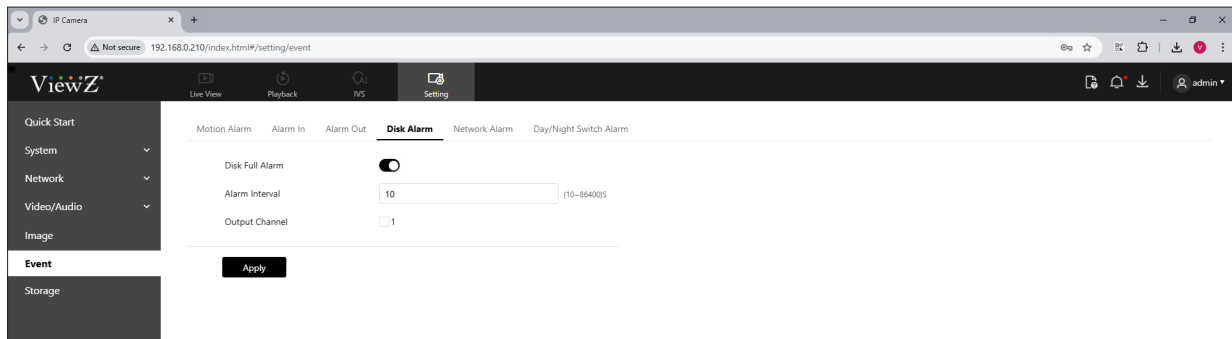 IP Camera
Not secure 192.168.0.210/index.html#/setting/event
ViewZ
Live View Playback IVS Setting
admin
Quick Start
System
Network
Video/Audio
Image
Event
Storage
Motion Alarm Alarm In Alarm Out Disk Alarm Network Alarm Day/Night Switch Alarm
Disk Full Alarm
Alarm Interval 10 (10~86400)S
Output Channel 1
Apply